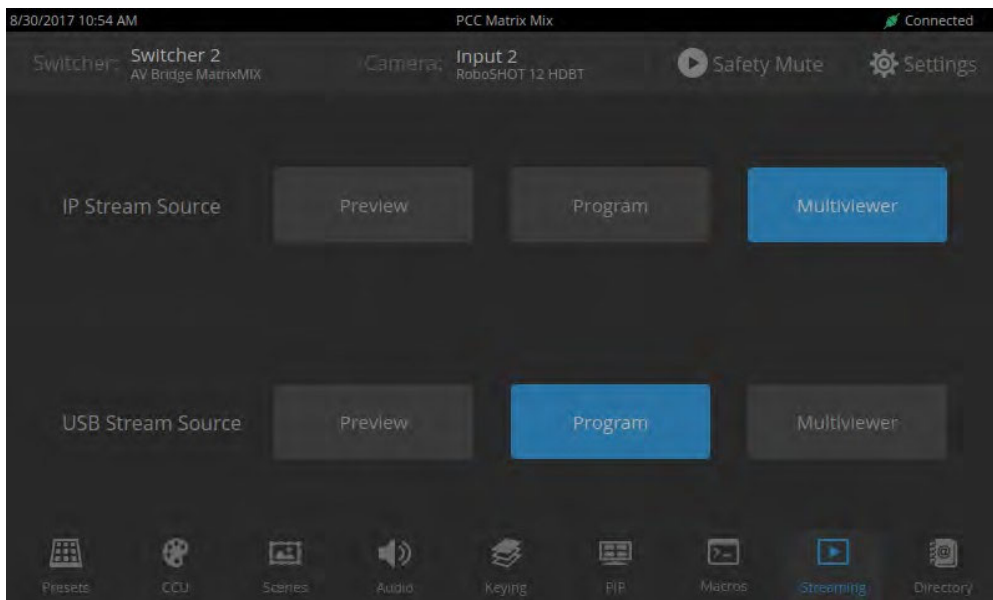 8/30/2017 10:54 AM
PCC Matrix Mix
Connected
Switcher:
Switcher 2
AV Bridge MatrixMIX
Camera:
Input 2
RoboSHOT 12 HDBT
Safety Mute
Settings
IP Stream Source
Preview
Program
Multiviewer
USB Stream Source
Preview
Program
Multiviewer
Presets
CCU
Scenes
Audio
Keying
PIP
Macros
Streaming
Directory